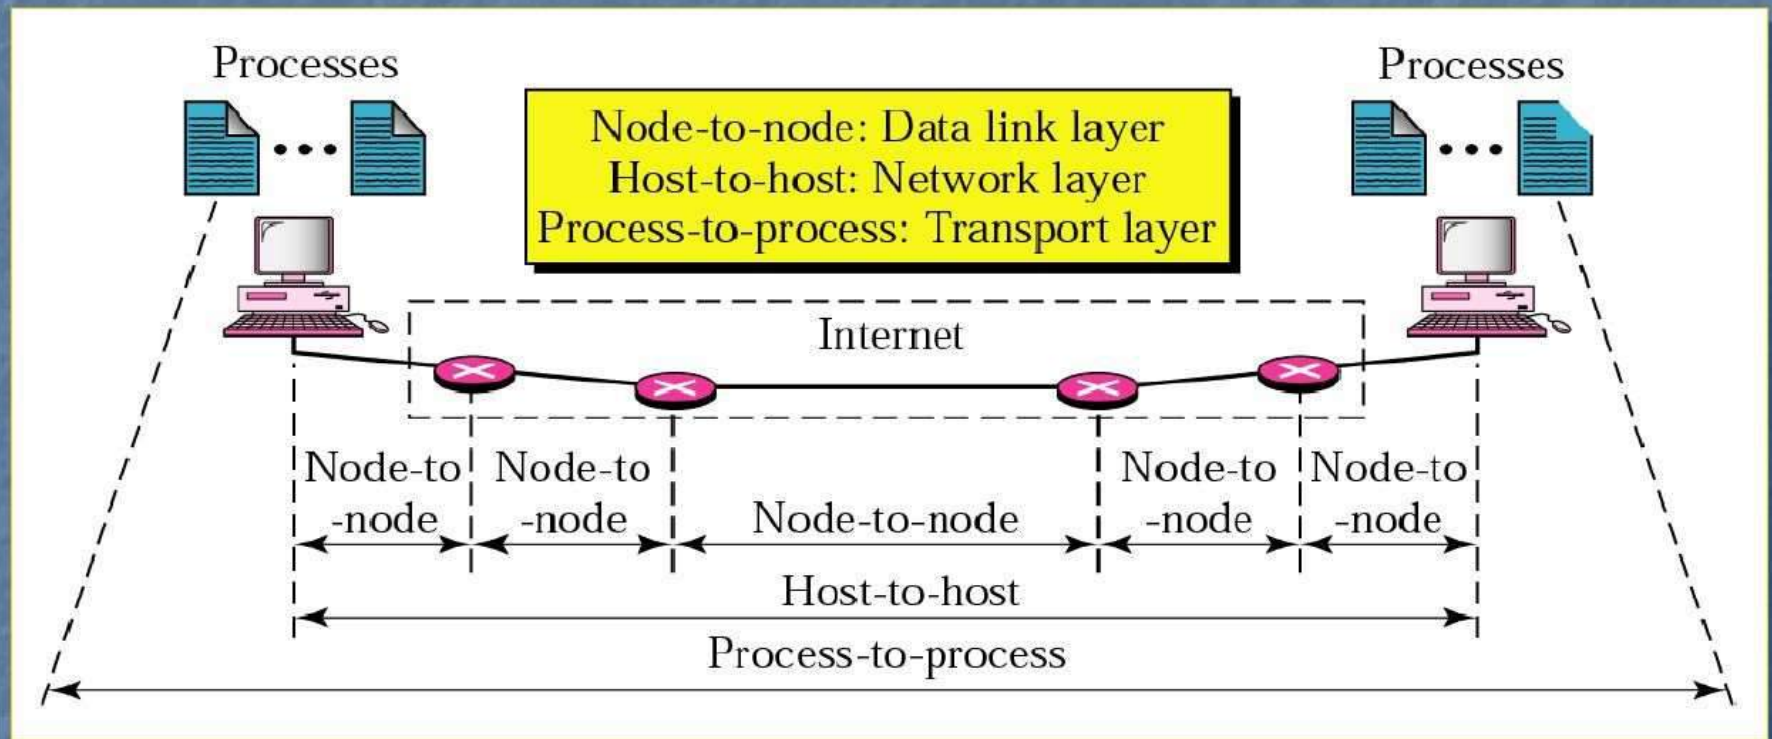 Processes
Processes
Node-to-node: Data link layer
Host-to-host: Network layer
Process-to-process: Transport layer
Internet
Node-to
-node
Node-to
-node
Node-to-node
Node-to
-node
Node-to
-node
Host-to-host
Process-to-process